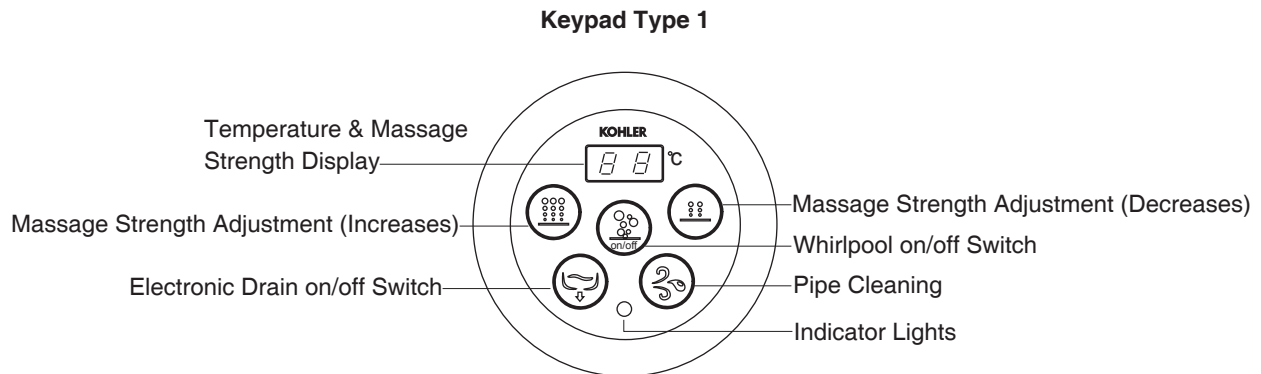 Keypad Type 1
Temperature & Massage
Strength Display
KOHLER
88 °C
Massage Strength Adjustment (Increases)
Massage Strength Adjustment (Decreases)
on/off
Whirlpool on/off Switch
Electronic Drain on/off Switch
Pipe Cleaning
Indicator Lights